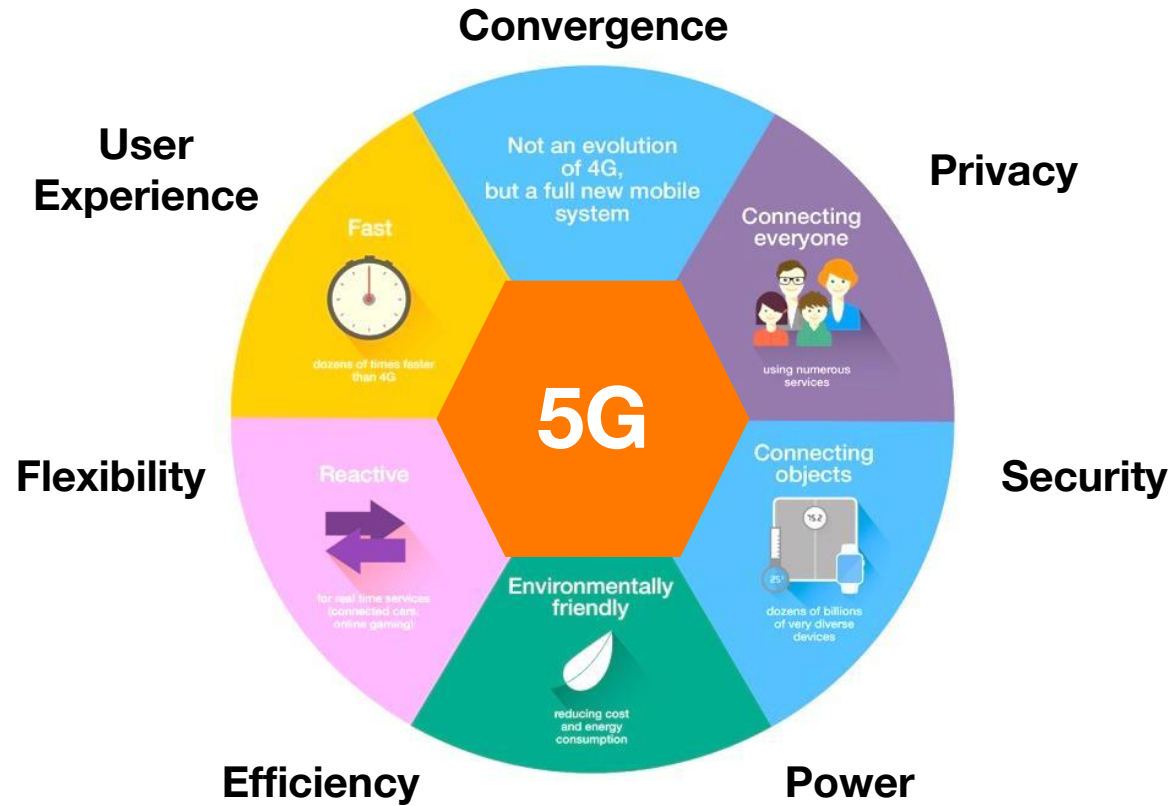 Convergence
User
Experience
Privacy
Not an evolution
of 4G,
but a full new mobile
system
Fast
dozens of times faster
than 4G
Connecting
everyone
using numerous
services
5G
Flexibility
Security
Reactive
for real time services
(connected cars,
online gaming)
Connecting
objects
75.2
25°
dozens of billions
of very diverse
devices
Environmentally
friendly
reducing cost
and energy
consumption
Efficiency
Power